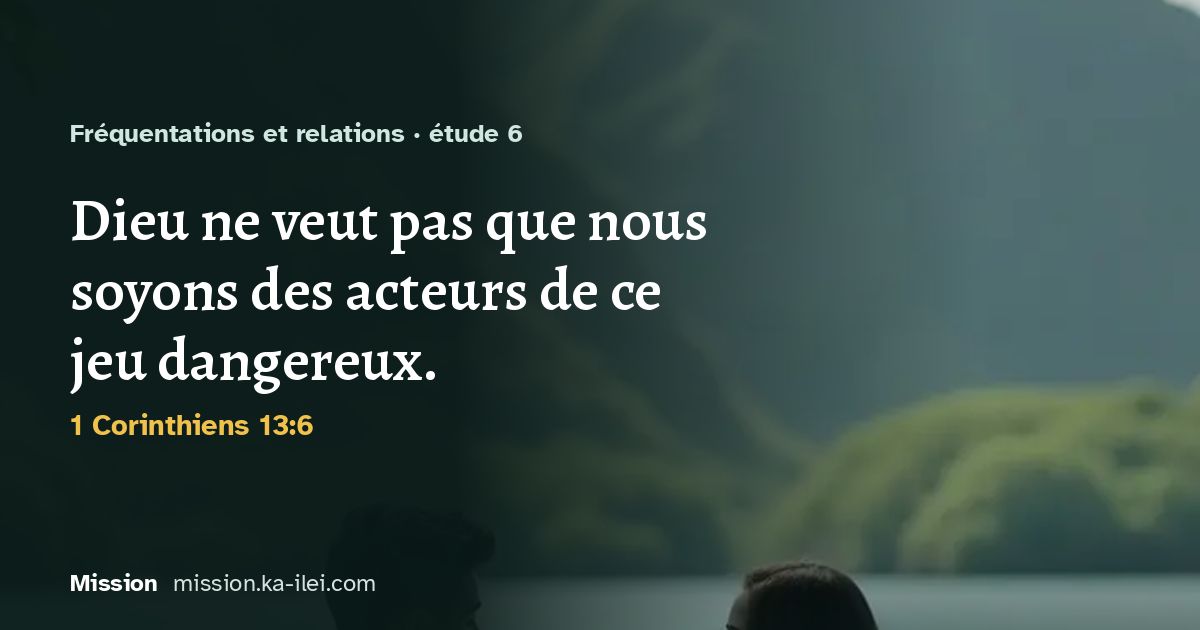 Fréquentations et relations · étude 6
Dieu ne veut pas que nous
soyons des acteurs de ce
jeu dangereux.
1 Corinthiens 13:6
Mission mission.ka-ilei.com